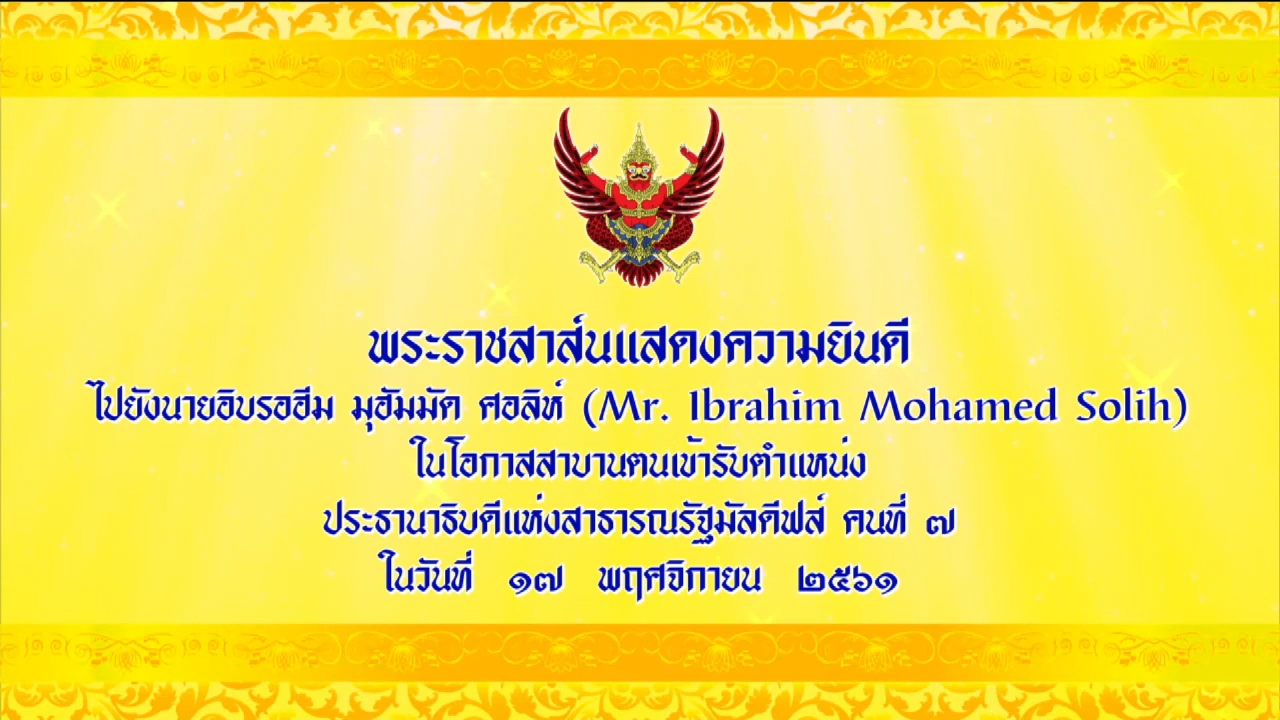 พระราชสาส์นแสดงความยินดี
ไปยังนายอิบรอฮีม มุฮัมมัด ศอลิห์ (Mr. Ibrahim Mohamed Solih)
ในโอกาสสาบานตนเข้ารับตำแหน่ง
ประธานาธิบดีแห่งสาธารณรัฐมัลดีฟส์ คนที่ ๗
ในวันที่ ๑๗ พฤศจิกายน ๒๕๖๑